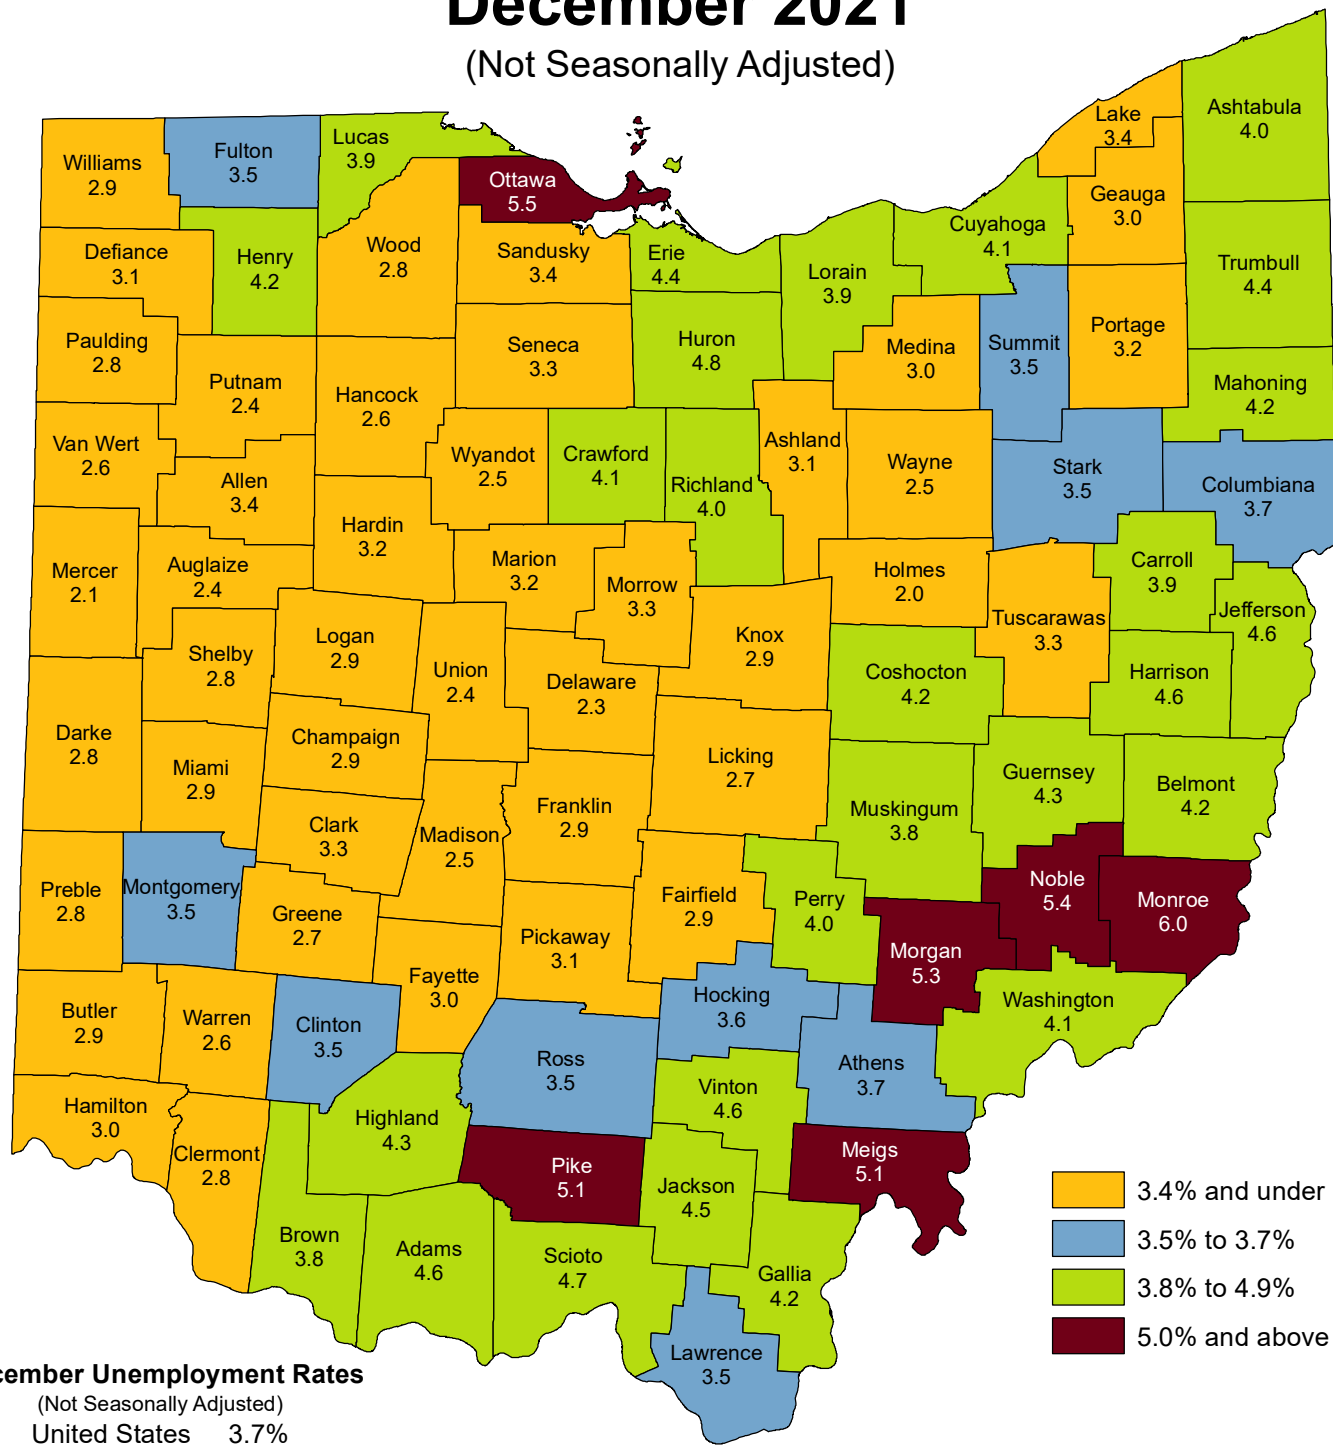 December 2021
(Not Seasonally Adjusted)
Ashtabula
4.0
Lake
3.4
Lucas
3.9
Fulton
3.5
Williams
2.9
Ottawa
5.5
Geauga
3.0
Cuyahoga
4.1
Wood
2.8
Sandusky
3.4
Erie
4.4
Defiance
3.1
Henry
4.2
Lorain
3.9
Trumbull
4.4
Paulding
2.8
Seneca
3.3
Huron
4.8
Medina
3.0
Summit
3.5
Portage
3.2
Putnam
2.4
Hancock
2.6
Mahoning
4.2
Van Wert
2.6
Allen
3.4
Wyandot
2.5
Crawford
4.1
Richland
4.0
Ashland
3.1
Wayne
2.5
Stark
3.5
Columbiana
3.7
Hardin
3.2
Mercer
2.1
Auglaize
2.4
Marion
3.2
Morrow
3.3
Holmes
2.0
Carroll
3.9
Tuscarawas
3.3
Jefferson
4.6
Shelby
2.8
Logan
2.9
Union
2.4
Delaware
2.3
Knox
2.9
Coshocton
4.2
Harrison
4.6
Darke
2.8
Miami
2.9
Champaign
2.9
Licking
2.7
Guernsey
4.3
Belmont
4.2
Clark
3.3
Madison
2.5
Franklin
2.9
Muskingum
3.8
Preble
2.8
Montgomery
3.5
Greene
2.7
Fairfield
2.9
Perry
4.0
Noble
5.4
Monroe
6.0
Pickaway
3.1
Morgan
5.3
Fayette
3.0
Butler
2.9
Warren
2.6
Clinton
3.5
Hocking
3.6
Washington
4.1
Ross
3.5
Athens
3.7
Vinton
4.6
Hamilton
3.0
Highland
4.3
Clermont
2.8
Pike
5.1
Jackson
4.5
Meigs
5.1
Brown
3.8
Adams
4.6
Scioto
4.7
Gallia
4.2
Lawrence
3.5
3.4% and under
3.5% to 3.7%
3.8% to 4.9%
5.0% and above
cember Unemployment Rates
(Not Seasonally Adjusted)
United States 3.7%